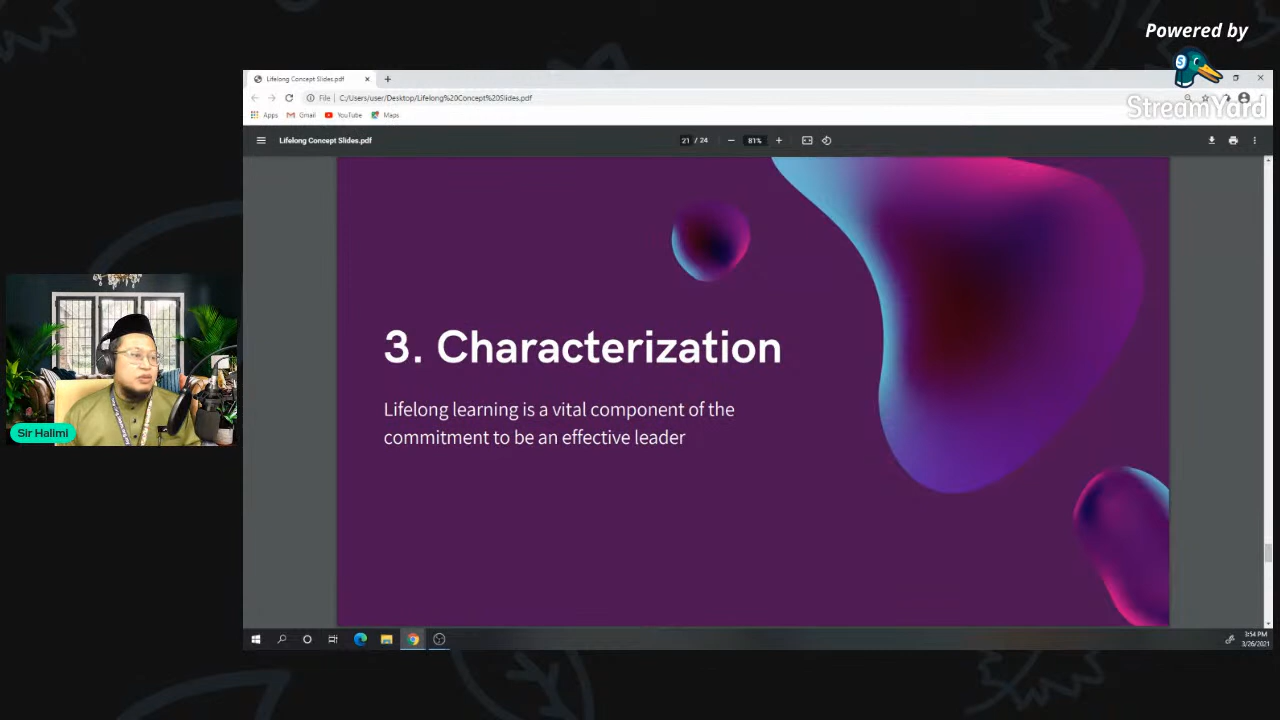 Powered by
StreamYard
Lifelong Concept Slides.pdf
File | C:/Users/user/Desktop/Lifelong%20Concept%20Slides.pdf
Apps Gmail YouTube Maps
Lifelong Concept Slides.pdf 21 / 24 81%
3. Characterization
Lifelong learning is a vital component of the
commitment to be an effective leader
Sir Halimi
3:54 PM
3/26/2021